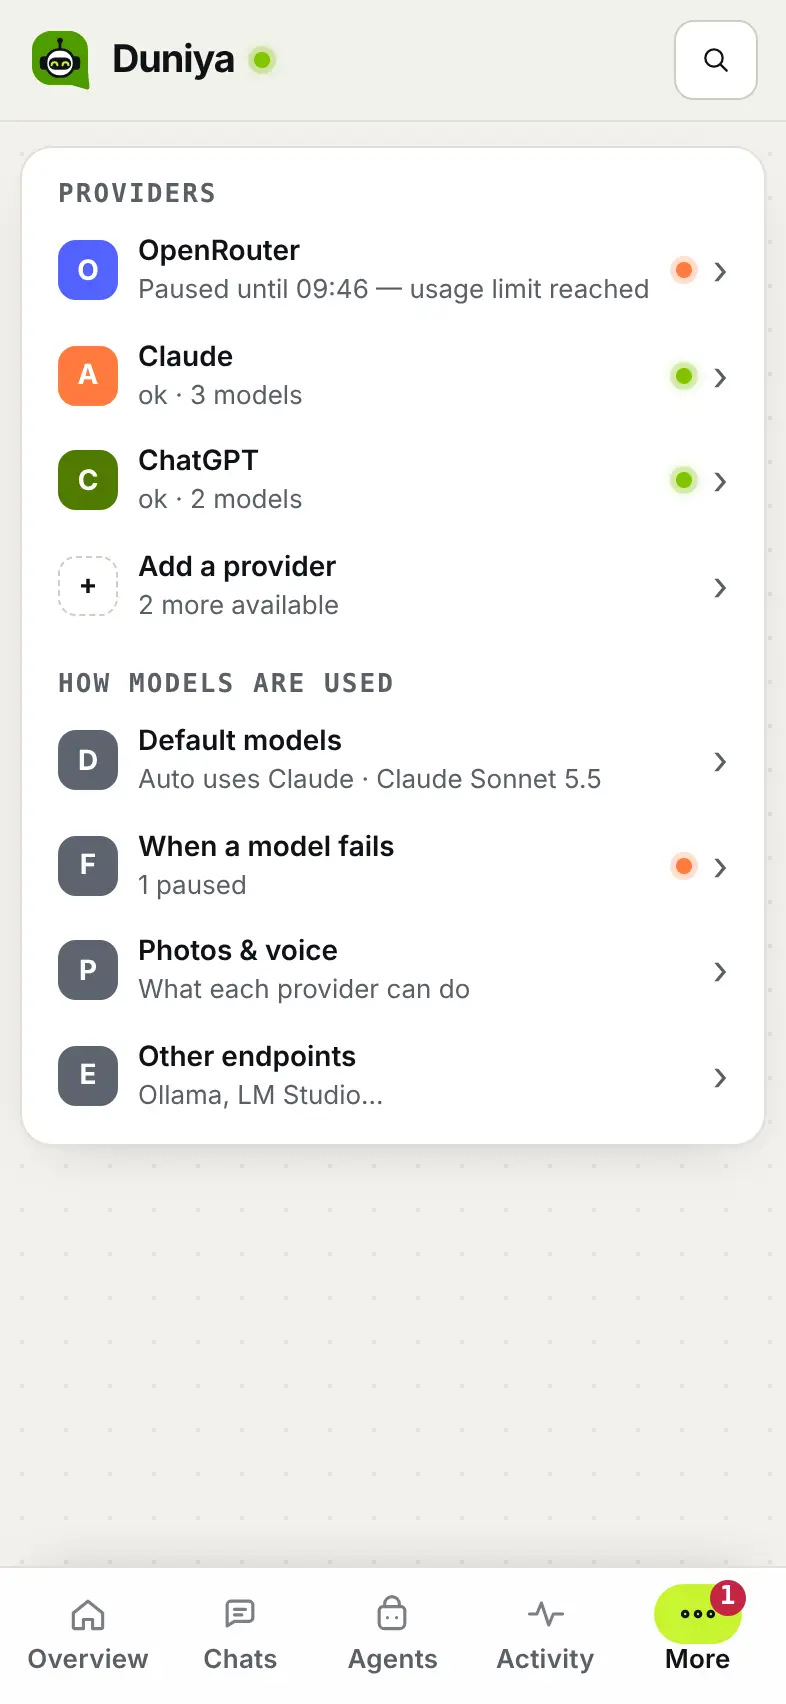 Duniya
PROVIDERS
O
OpenRouter
Paused until 09:46 — usage limit reached
A
Claude
ok · 3 models
C
ChatGPT
ok · 2 models
+
Add a provider
2 more available
HOW MODELS ARE USED
D
Default models
Auto uses Claude · Claude Sonnet 5.5
F
When a model fails
1 paused
P
Photos & voice
What each provider can do
E
Other endpoints
Ollama, LM Studio...
1
Overview Chats Agents Activity More